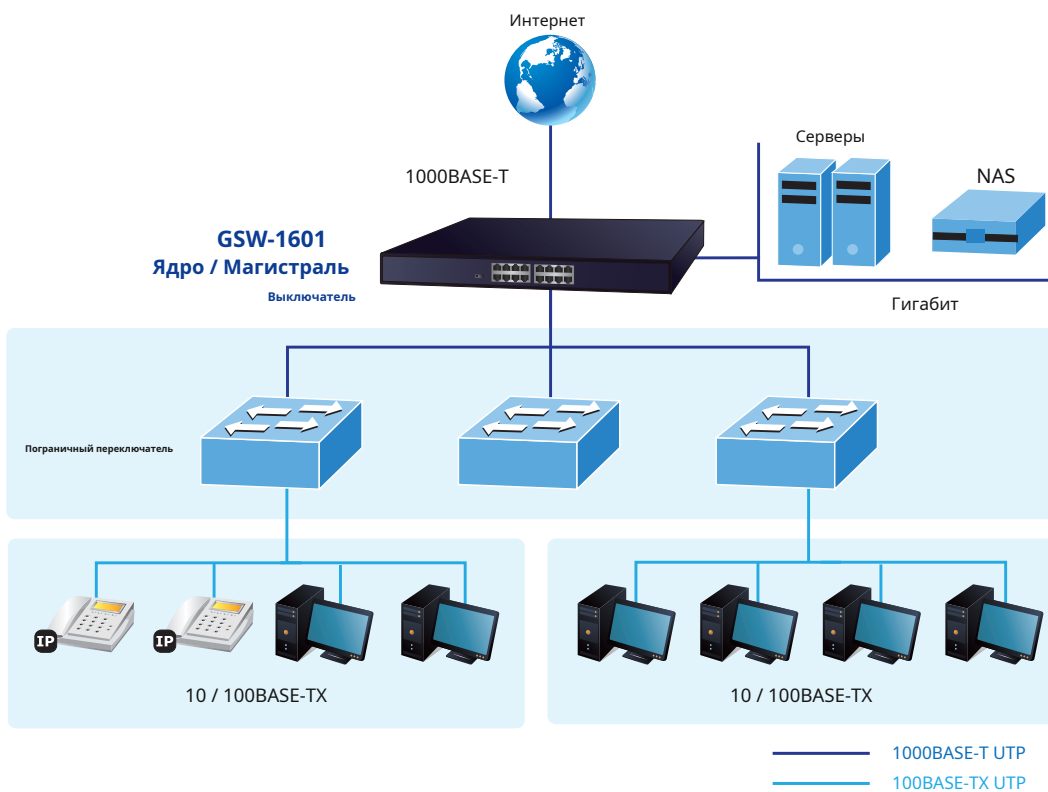 Интернет
Серверы
1000BASE-T
NAS
GSW-1601
Ядро / Магистраль
Выключатель
Гигабит
Пограничный переключатель
IP
IP
10 / 100BASE-TX
10 / 100BASE-TX
1000BASE-T UTP
100BASE-TX UTP